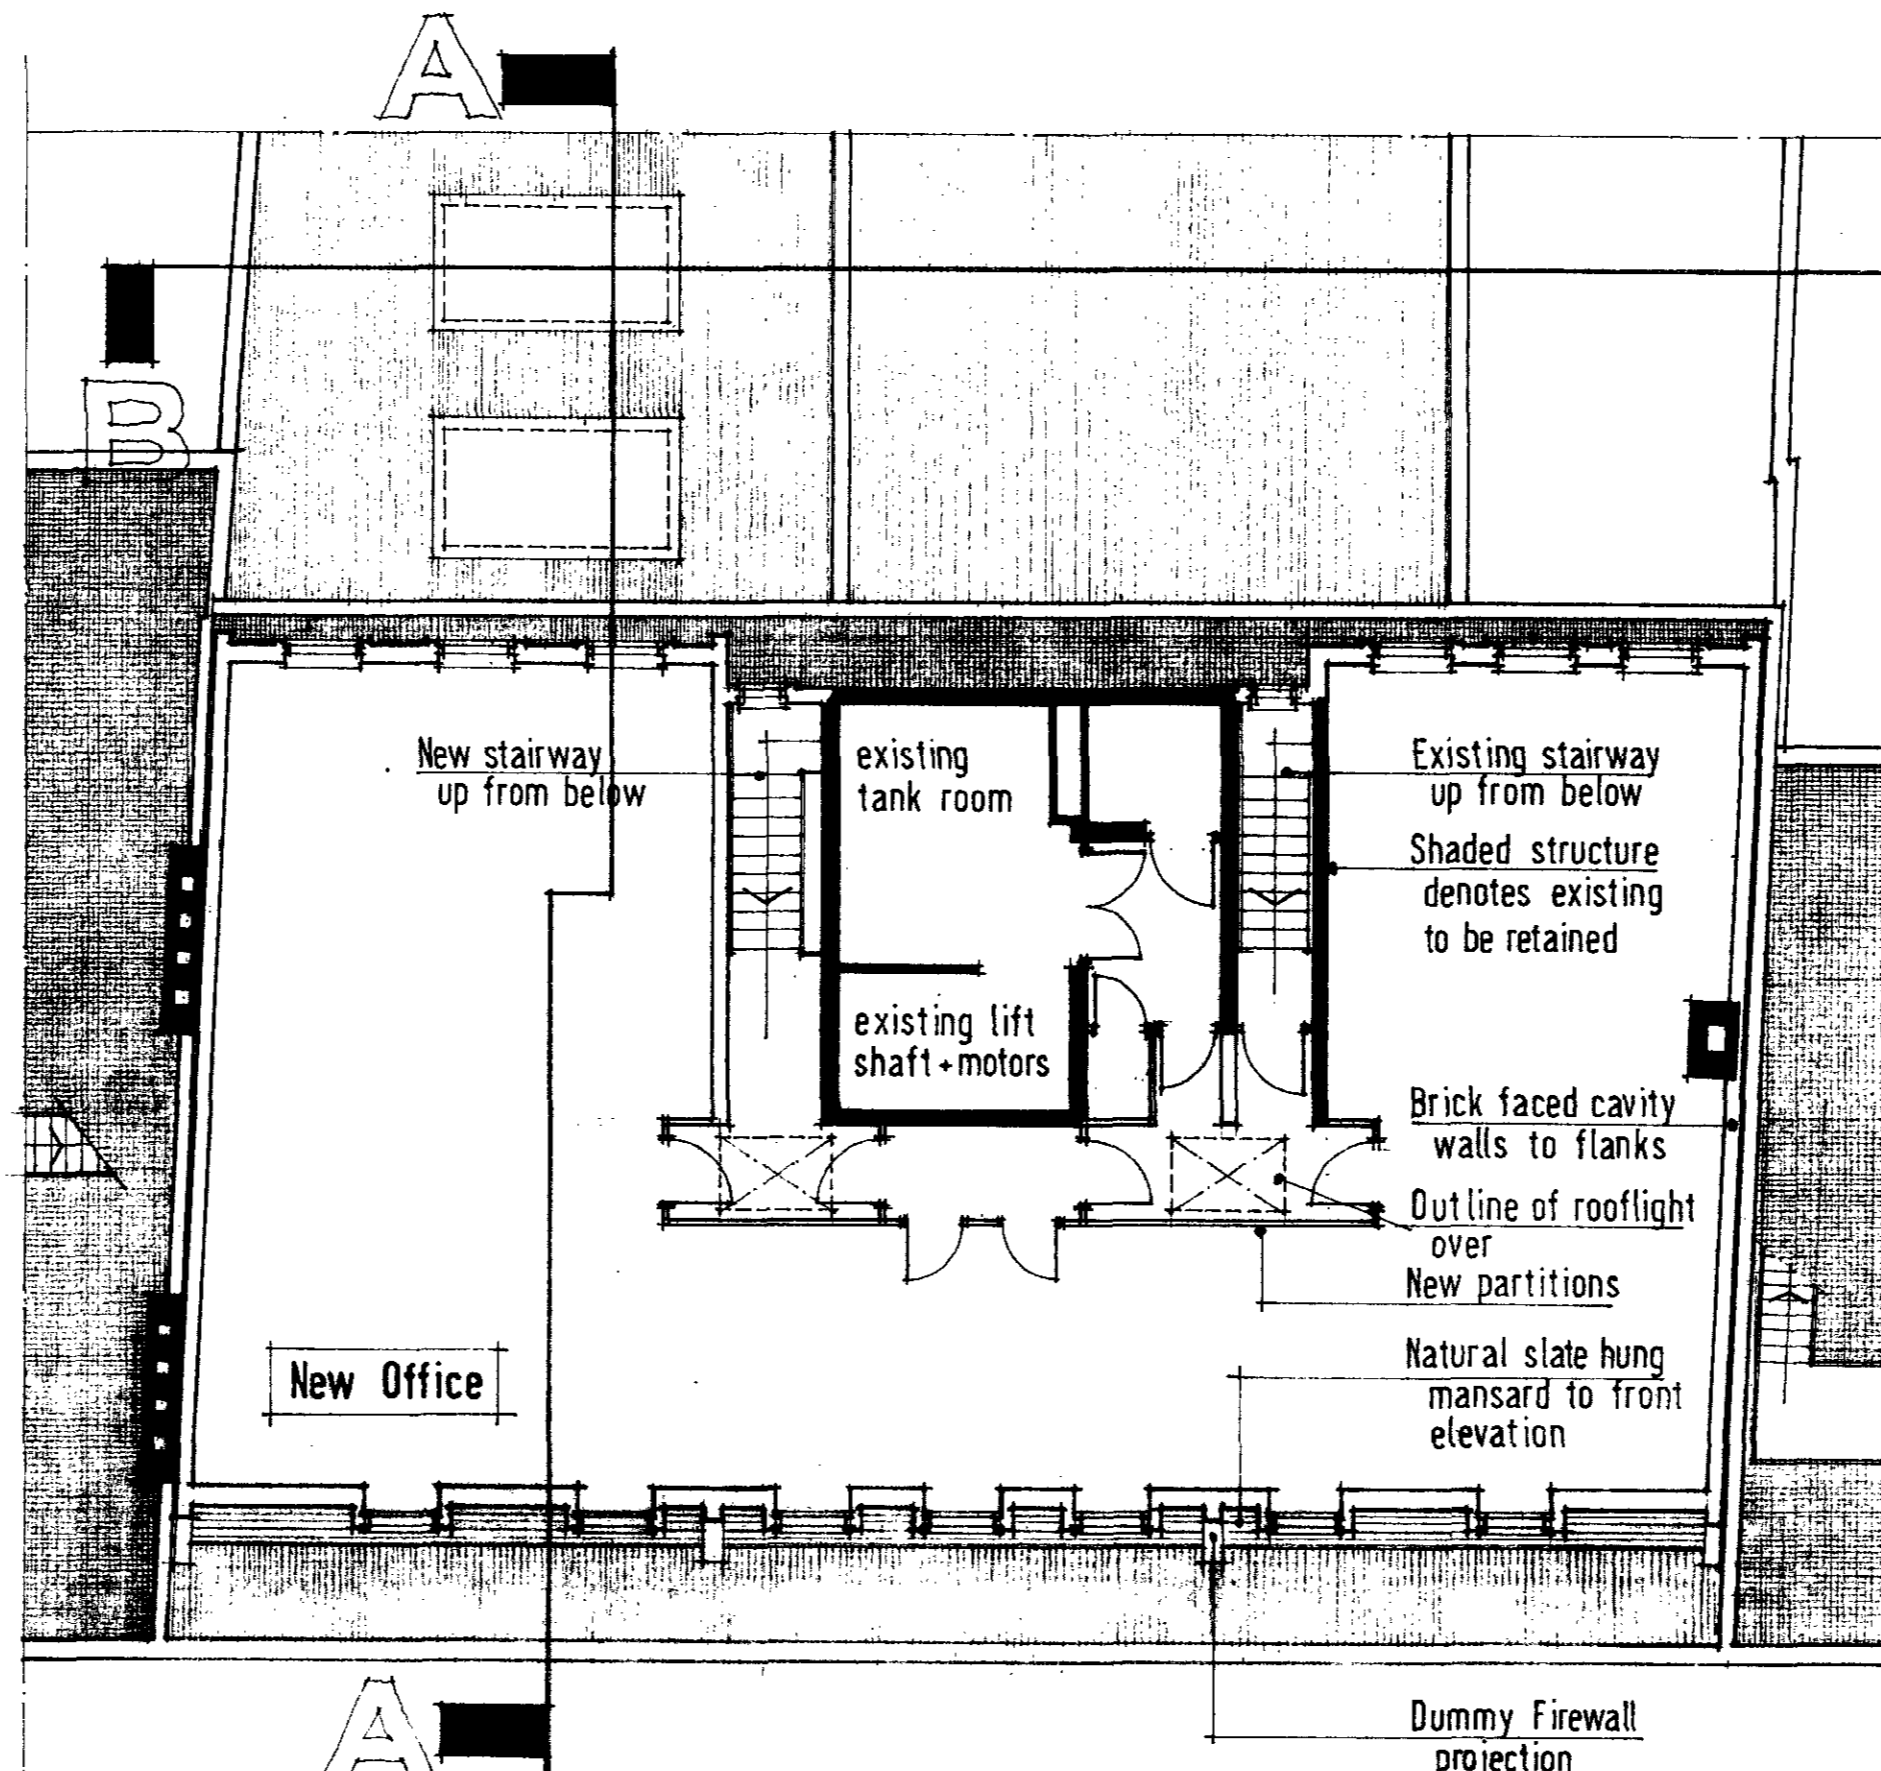 A
B
New stairway
up from below
existing
tank room
Existing stairway
up from below
Shaded structure
denotes existing
to be retained
existing lift
shaft + motors
Brick faced cavity
walls to flanks
Outline of rooflight
over
New partitions
New Office
Natural slate hung
mansard to front
elevation
A
Dummy Firewall
projection